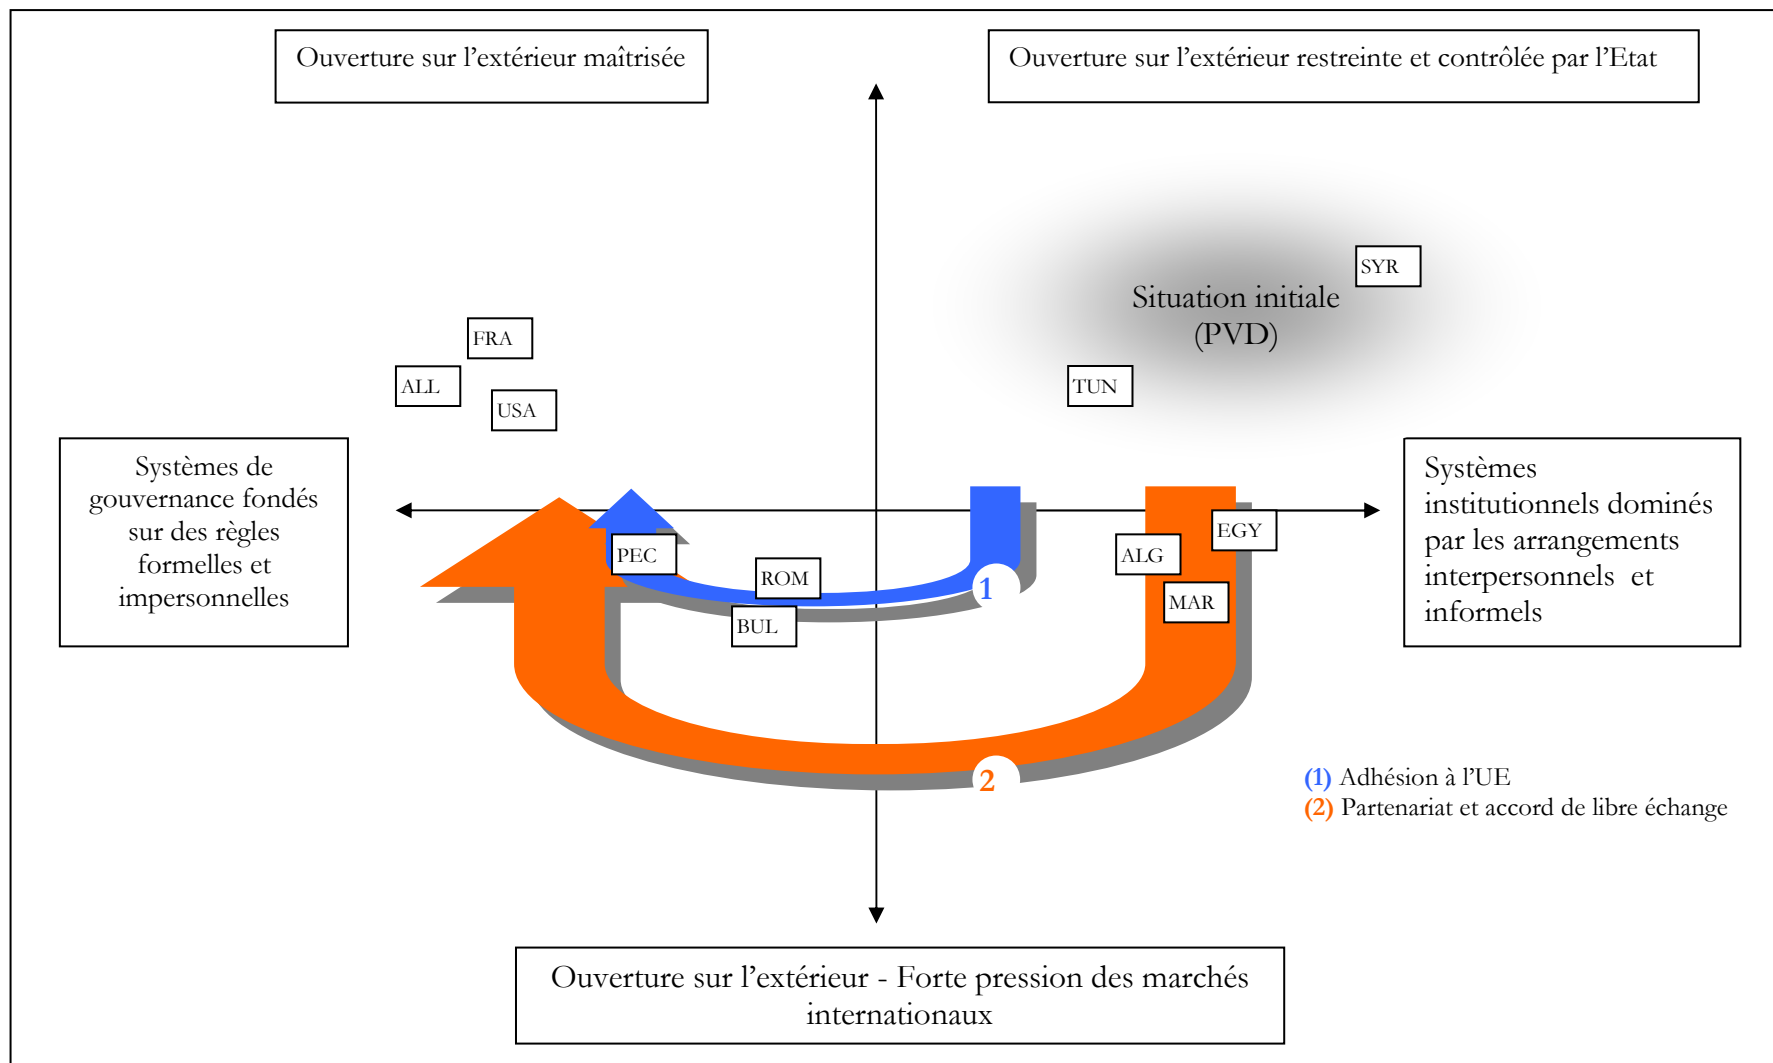 Ouverture sur l’extérieur maîtrisée
Ouverture sur l’extérieur restreinte et contrôlée par l’Etat
SYR
Situation initiale
(PVD)
FRA
ALL
USA
TUN
Systèmes de
gouvernance fondés
sur des règles
formelles et
impersonnelles
Systèmes
institutionnels dominés
par les arrangements
interpersonnels et
informels
PEC
ROM
BUL
1
ALG
EGY
MAR
2
(1) Adhésion à l’UE
(2) Partenariat et accord de libre échange
Ouverture sur l’extérieur - Forte pression des marchés
internationaux